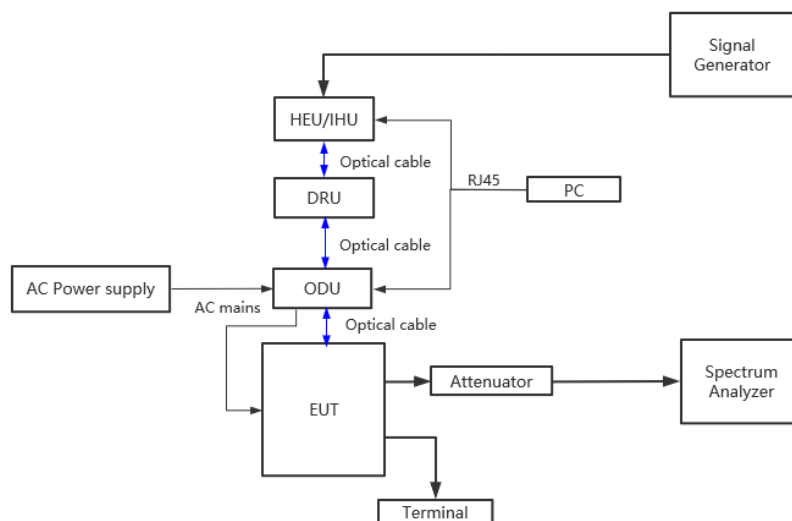 Signal
Generator
HEU/IHU
Optical cable
RJ45
PC
DRU
Optical cable
AC Power supply
ODU
AC mains
Optical cable
EUT
Attenuator
Spectrum
Analyzer
Terminal